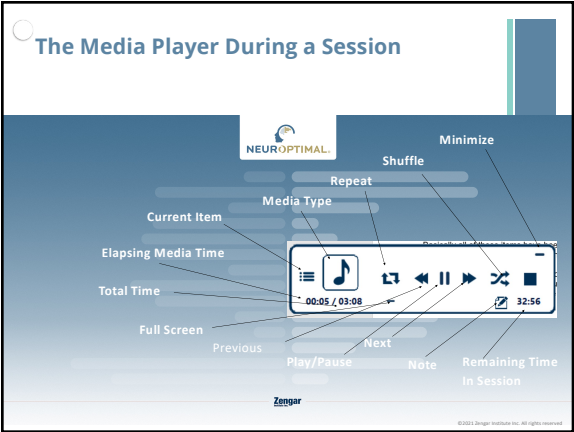 The Media Player During a Session
NEUROPTIMAL®
Minimize
Shuffle
Repeat
Media Type
Current Item
Elapsing Media Time
00:05 / 03:08
32:56
Total Time
Full Screen
Previous
Next
Play/Pause
Note
Remaining Time
In Session
Zengar
©2021 Zengar Institute Inc. All rights reserved